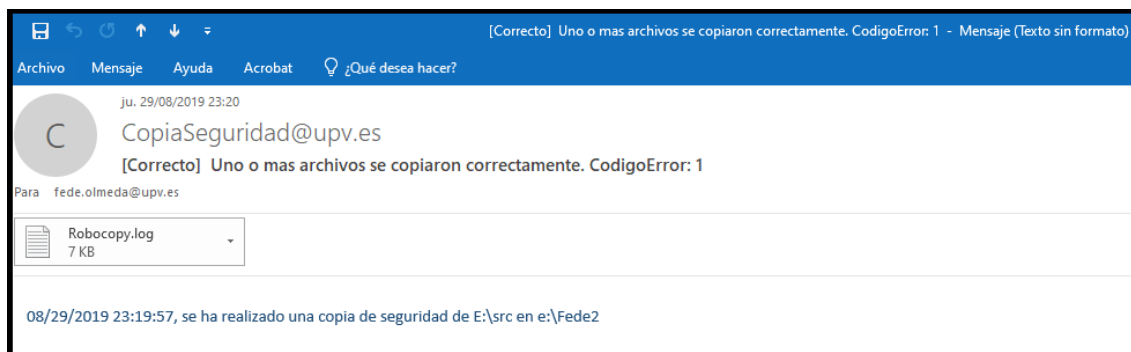 [Correcto] Uno o mas archivos se copiaron correctamente. CodigoError: 1 - Mensaje (Texto sin formato)
Archivo Mensaje Ayuda Acrobat ¿Qué desea hacer?
ju. 29/08/2019 23:20
C
CopiaSeguridad@upv.es
[Correcto] Uno o mas archivos se copiaron correctamente. CodigoError: 1
Para fede.olmeda@upv.es
Robocopy.log
7 KB
08/29/2019 23:19:57, se ha realizado una copia de seguridad de E:\src en e:\Fede2